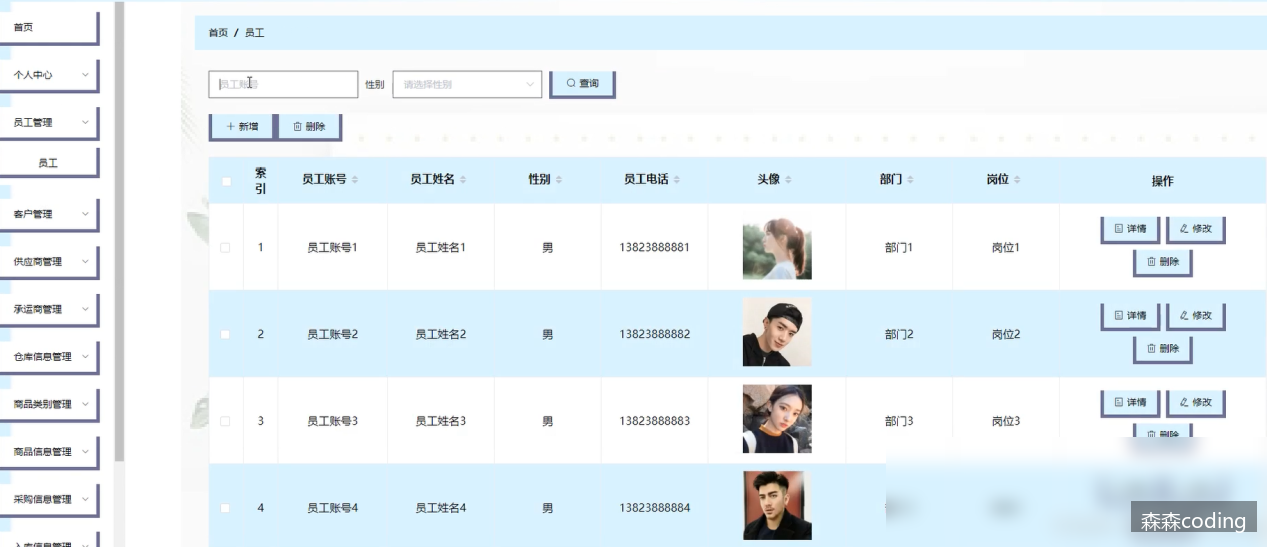 首页
个人中心
员工管理
员工
客户管理
供应商管理
承运商管理
仓库信息管理
商品类别管理
商品信息管理
采购信息管理
入库信息管理
首页 / 员工
员工账号 性别 请选择性别 查询
新增 删除
索引 员工账号 员工姓名 性别 员工电话 头像 部门 岗位 操作
1 员工账号1 员工姓名1 男 13823888881 部门1 岗位1 详情 修改
删除
2 员工账号2 员工姓名2 男 13823888882 部门2 岗位2 详情 修改
删除
3 员工账号3 员工姓名3 男 13823888883 部门3 岗位3 详情 修改
删除
4 员工账号4 员工姓名4 男 13823888884
森森coding